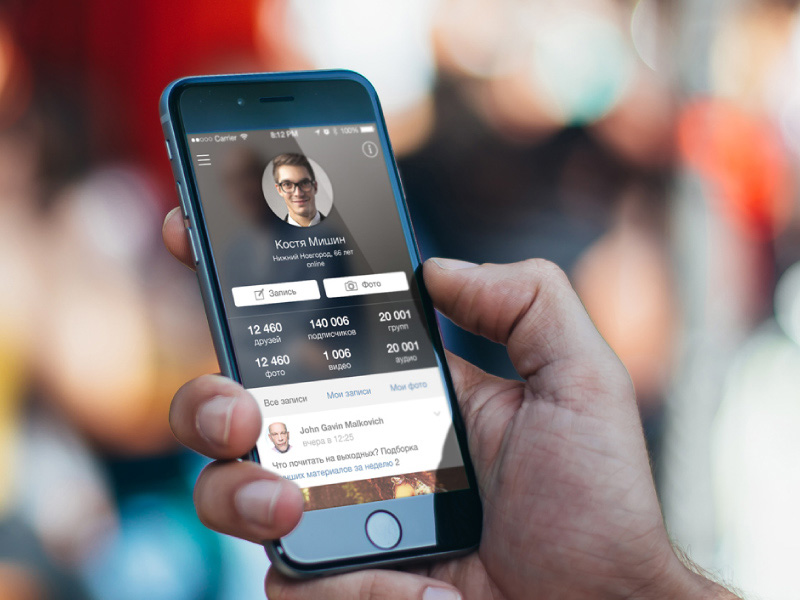 Carrier 8:12 PM 100%
Костя Мишин
Нижний Новгород, 66 лет
online
Запись Фото
12 460 140 006 20 001
друзей подписчиков групп
12 460 1 006 20 001
фото видео аудио
Все записи Мои записи Мои фото
John Gavin Malkovich
вчера в 12:25
Что почитать на выходных? Подборка
материалов за неделю 2